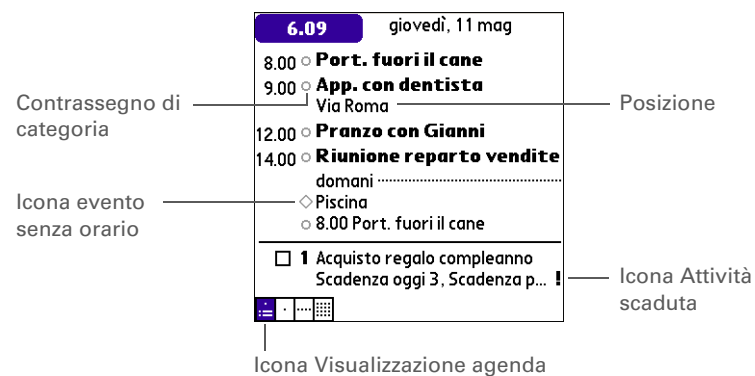 6.09 giovedì, 11 mag
8.00 Port. fuori il cane
9.00 App. con dentista
Via Roma
12.00 Pranzo con Gianni
14.00 Riunione reparto vendite
domani
Piscina
8.00 Port. fuori il cane
1 Acquisto regalo compleanno
Scadenza oggi 3, Scadenza p... !
Contrassegno di
categoria
Icona evento
senza orario
Posizione
Icona Attività
scaduta
Icona Visualizzazione agenda